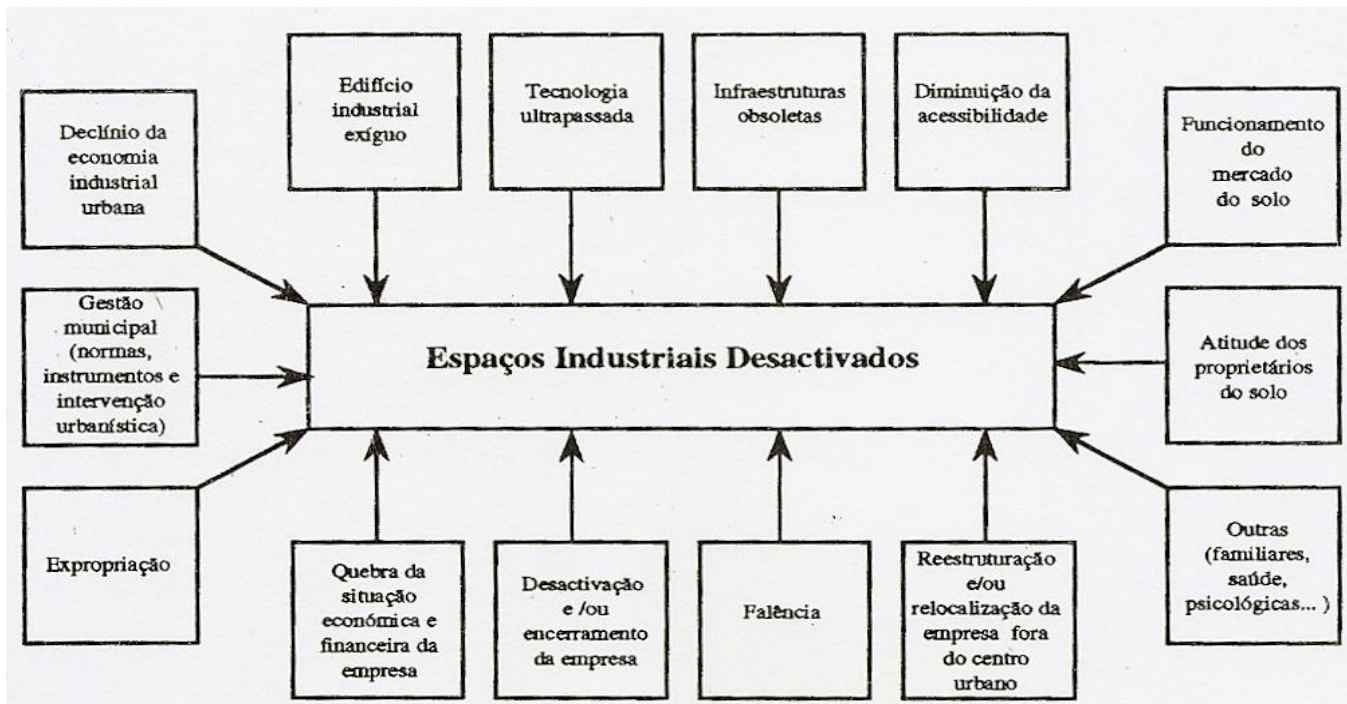 Declínio da
economia
industrial
urbana
Edifício
industrial
exíguo
Tecnologia
ultrapassada
Infraestruturas
obsoletas
Diminuição da
acessibilidade
Funcionamento
do
mercado
do solo
Gestão
municipal
(normas,
instrumentos e
intervenção
urbanística)
Espaços Industriais Desactivados
Atitude dos
proprietários
do solo
Expropriação
Quebra da
situação
económica e
financeira da
empresa
Desactivação
e /ou
encerramento
da empresa
Falência
Reestruturação
e/ou
relocalização da
empresa fora
do centro
urbano
Outras
(familiares,
saúde,
psicológicas... )